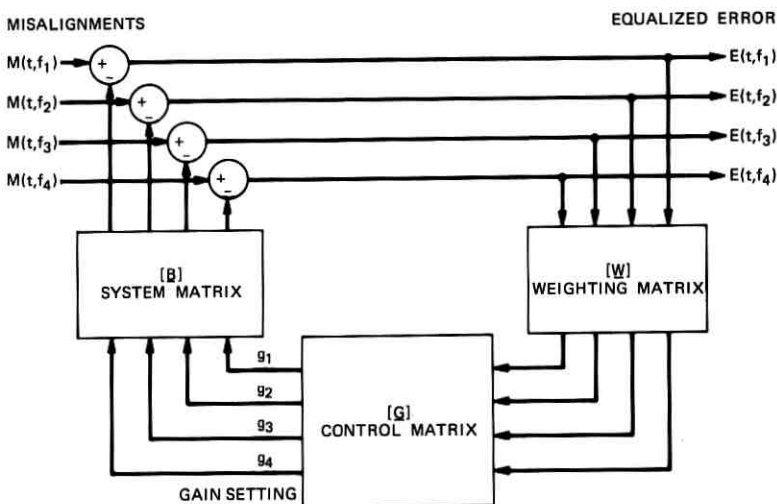 MISALIGNMENTS
EQUALIZED ERROR
M(t,f₁)
+
−
E(t,f₁)
M(t,f₂)
+
−
E(t,f₂)
M(t,f₃)
+
−
E(t,f₃)
M(t,f₄)
+
−
E(t,f₄)
[B]
SYSTEM MATRIX
[W]
WEIGHTING MATRIX
g₁
g₂
g₃
g₄
[G]
CONTROL MATRIX
GAIN SETTING